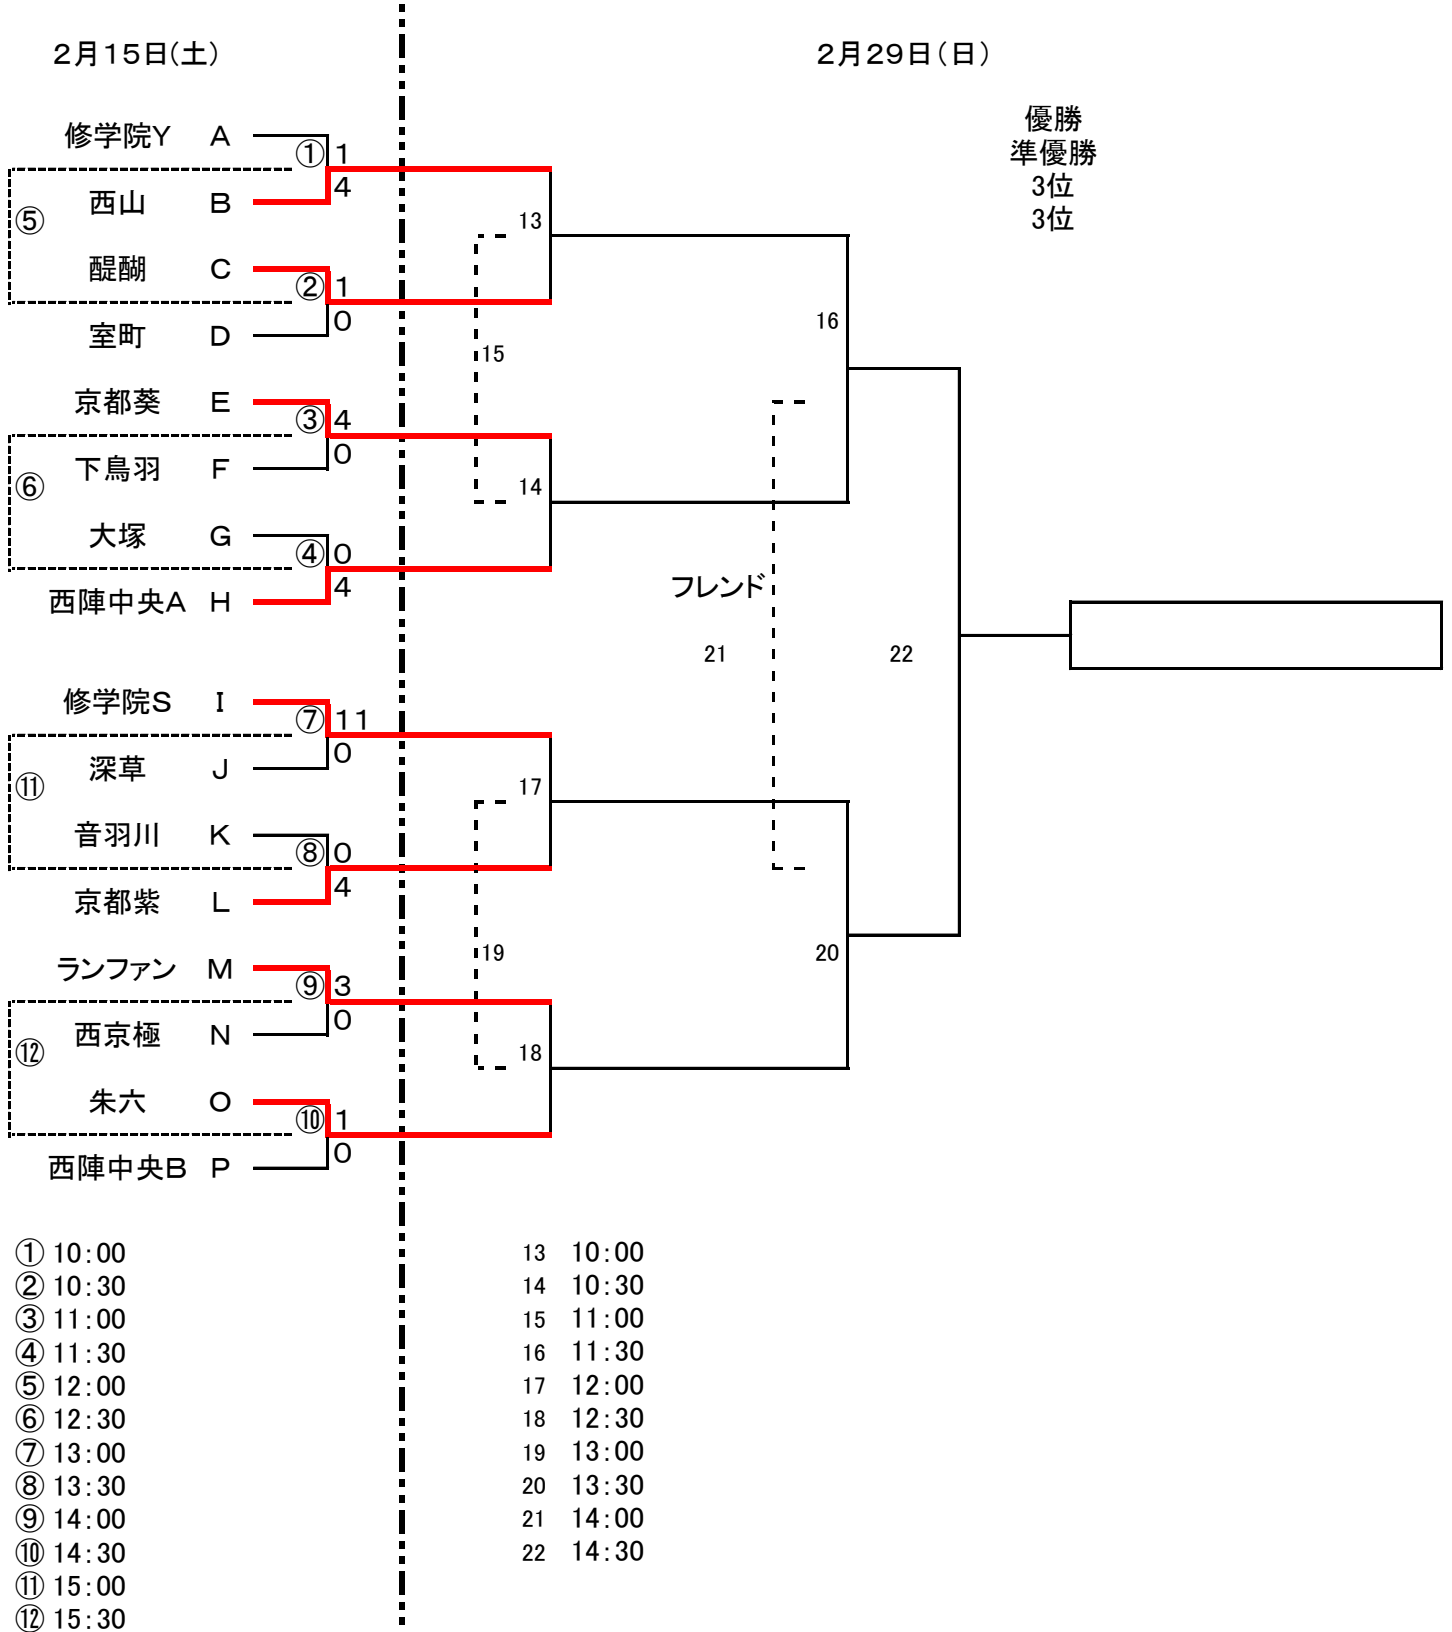 ２月１５日(土)
２月２９日（日）
優勝
準優勝
3位
3位
修学院Y A
① 1
4
西山 B
⑤
13
醍醐 C
② 1
0
室町 D
16
15
京都葵 E
③ 4
0
下鳥羽 F
⑥
14
大塚 G
④ 0
4
西陣中央A H
フレンド
21
22
修学院S I
⑦ 11
0
深草 J
⑪
17
音羽川 K
⑧ 0
4
京都紫 L
19
20
ランファン M
⑨ 3
0
西京極 N
⑫
18
朱六 O
⑩ 1
0
西陣中央B P
① 10:00
② 10:30
③ 11:00
④ 11:30
⑤ 12:00
⑥ 12:30
⑦ 13:00
⑧ 13:30
⑨ 14:00
⑩ 14:30
⑪ 15:00
⑫ 15:30
13 10:00
14 10:30
15 11:00
16 11:30
17 12:00
18 12:30
19 13:00
20 13:30
21 14:00
22 14:30